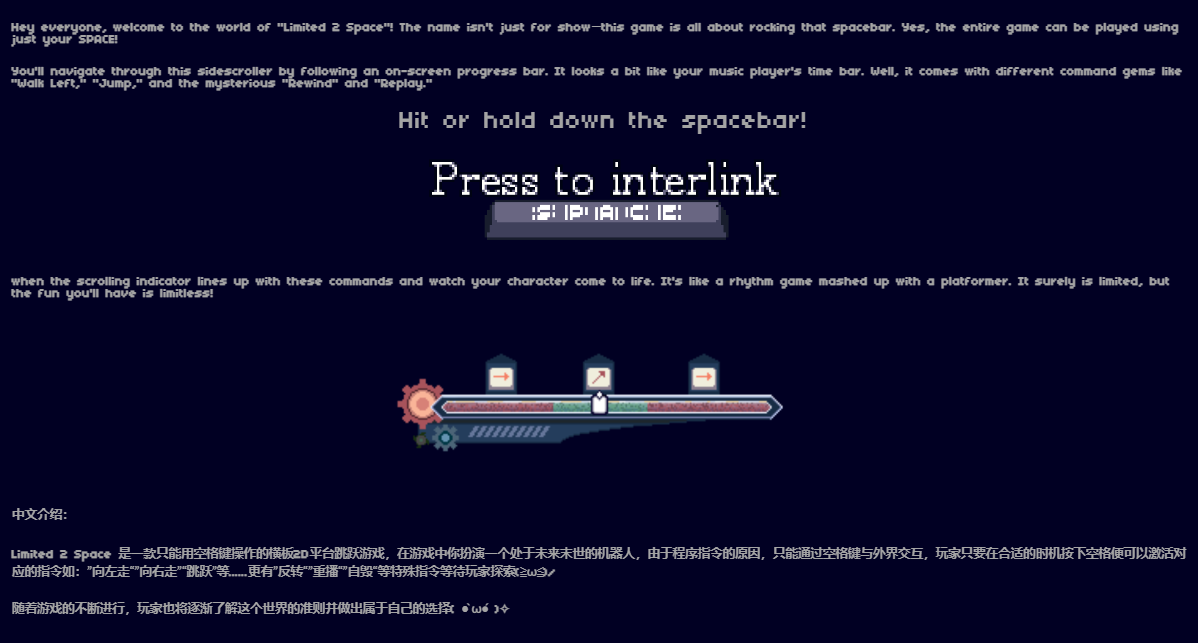 Hey everyone, welcome to the world of "Limited 2 Space"! The name isn't just for show—this game is all about rocking that spacebar. Yes, the entire game can be played using
just your SPACE!
You'll navigate through this sidescroller by following an on-screen progress bar. It looks a bit like your music player's time bar. Well, it comes with different command gems like
"Walk Left," "Jump," and the mysterious "Rewind" and "Replay."
Hit or hold down the spacebar!
Press to interlink
SPACE
when the scrolling indicator lines up with these commands and watch your character come to life. It's like a rhythm game mashed up with a platformer. It surely is limited, but
the fun you'll have is limitless!
中文介绍：
Limited 2 Space 是一款只能用空格键操作的横板2D平台跳跃游戏，在游戏中你扮演一个处于未来末世的机器人，由于程序指令的原因，只能通过空格键与外界交互，玩家只要在合适的时机按下空格便可以激活对
应的指令如："向左走""向右走""跳跃"等......更有"反转""重播""自毁"等特殊指令等待玩家探索(≥ω≤)/
随着游戏的不断进行，玩家也将逐渐了解这个世界的准则并做出属于自己的选择( •̀ ω •́ )✧